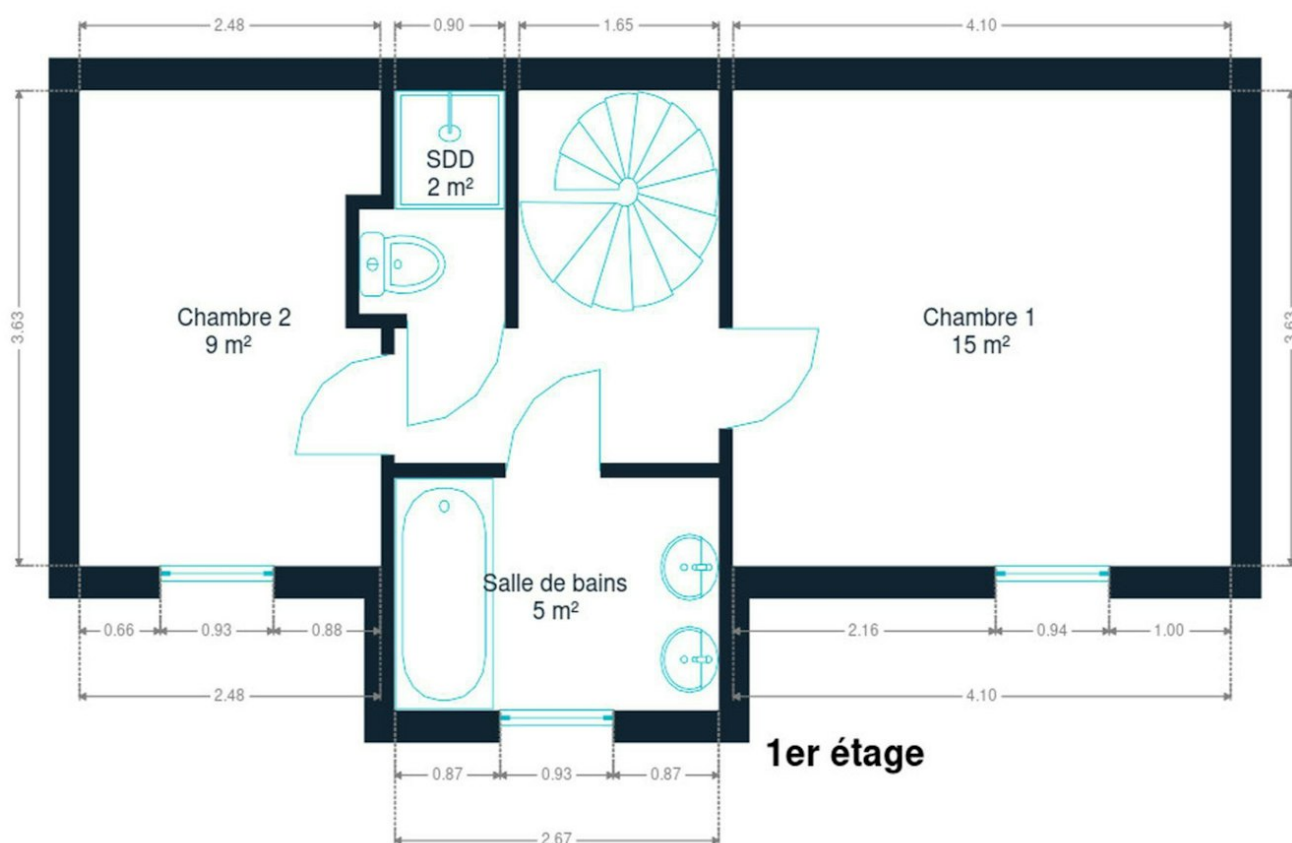 2.48
0.90
1.65
4.10
SDD
2 m²
3.63
Chambre 2
9 m²
Chambre 1
15 m²
3.63
Salle de bains
5 m²
0.66
0.93
0.88
2.16
0.94
1.00
2.48
4.10
1er étage
0.87
0.93
0.87
2.67